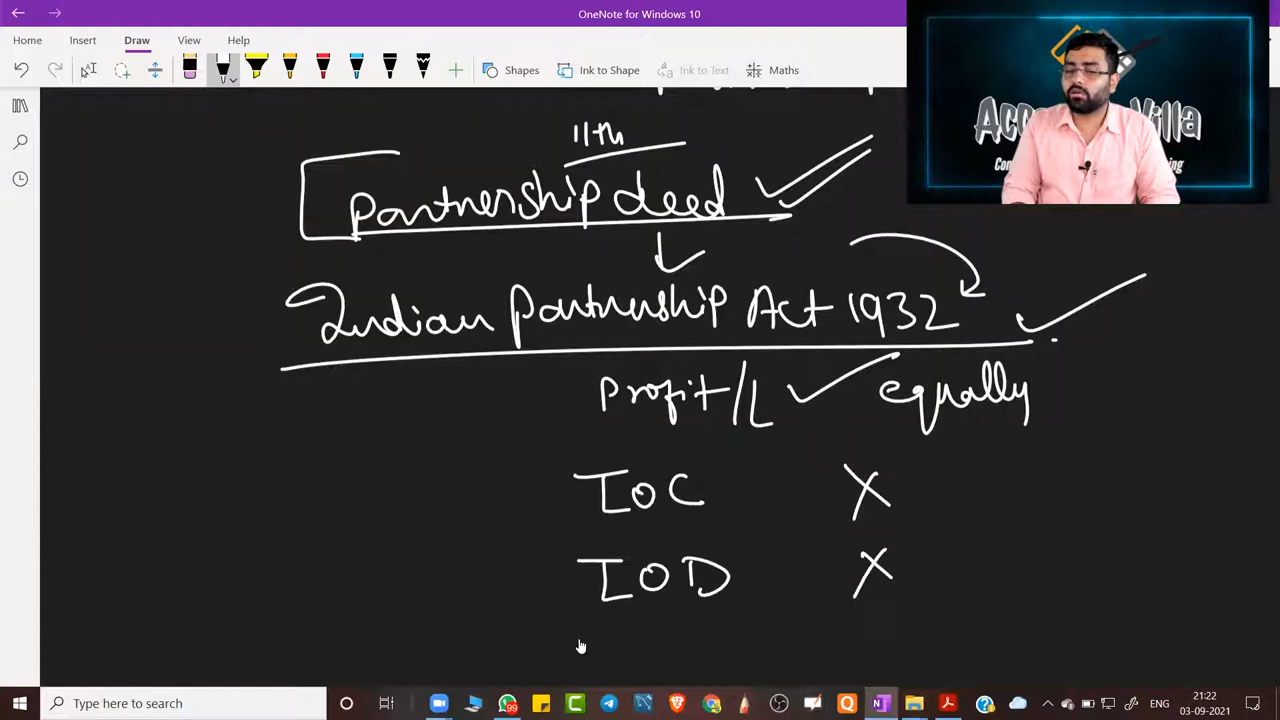 OneNote for Windows 10
Home Insert Draw View Help
Shapes Ink to Shape Ink to Text Maths
11th
Partnership deed
Indian Partnership Act 1932
Profit/L equally
IOC X
IOD X
Type here to search
99
ENG
21:22
03-09-2021